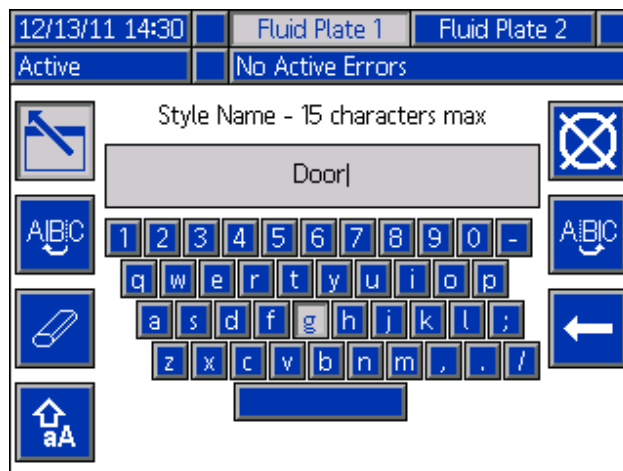 12/13/11 14:30 Fluid Plate 1 Fluid Plate 2
Active No Active Errors
Style Name - 15 characters max
Door
ABC 1 2 3 4 5 6 7 8 9 0 - ABC
q w e r t y u i o p
a s d f g h j k l ;
z x c v b n m , . /
aA